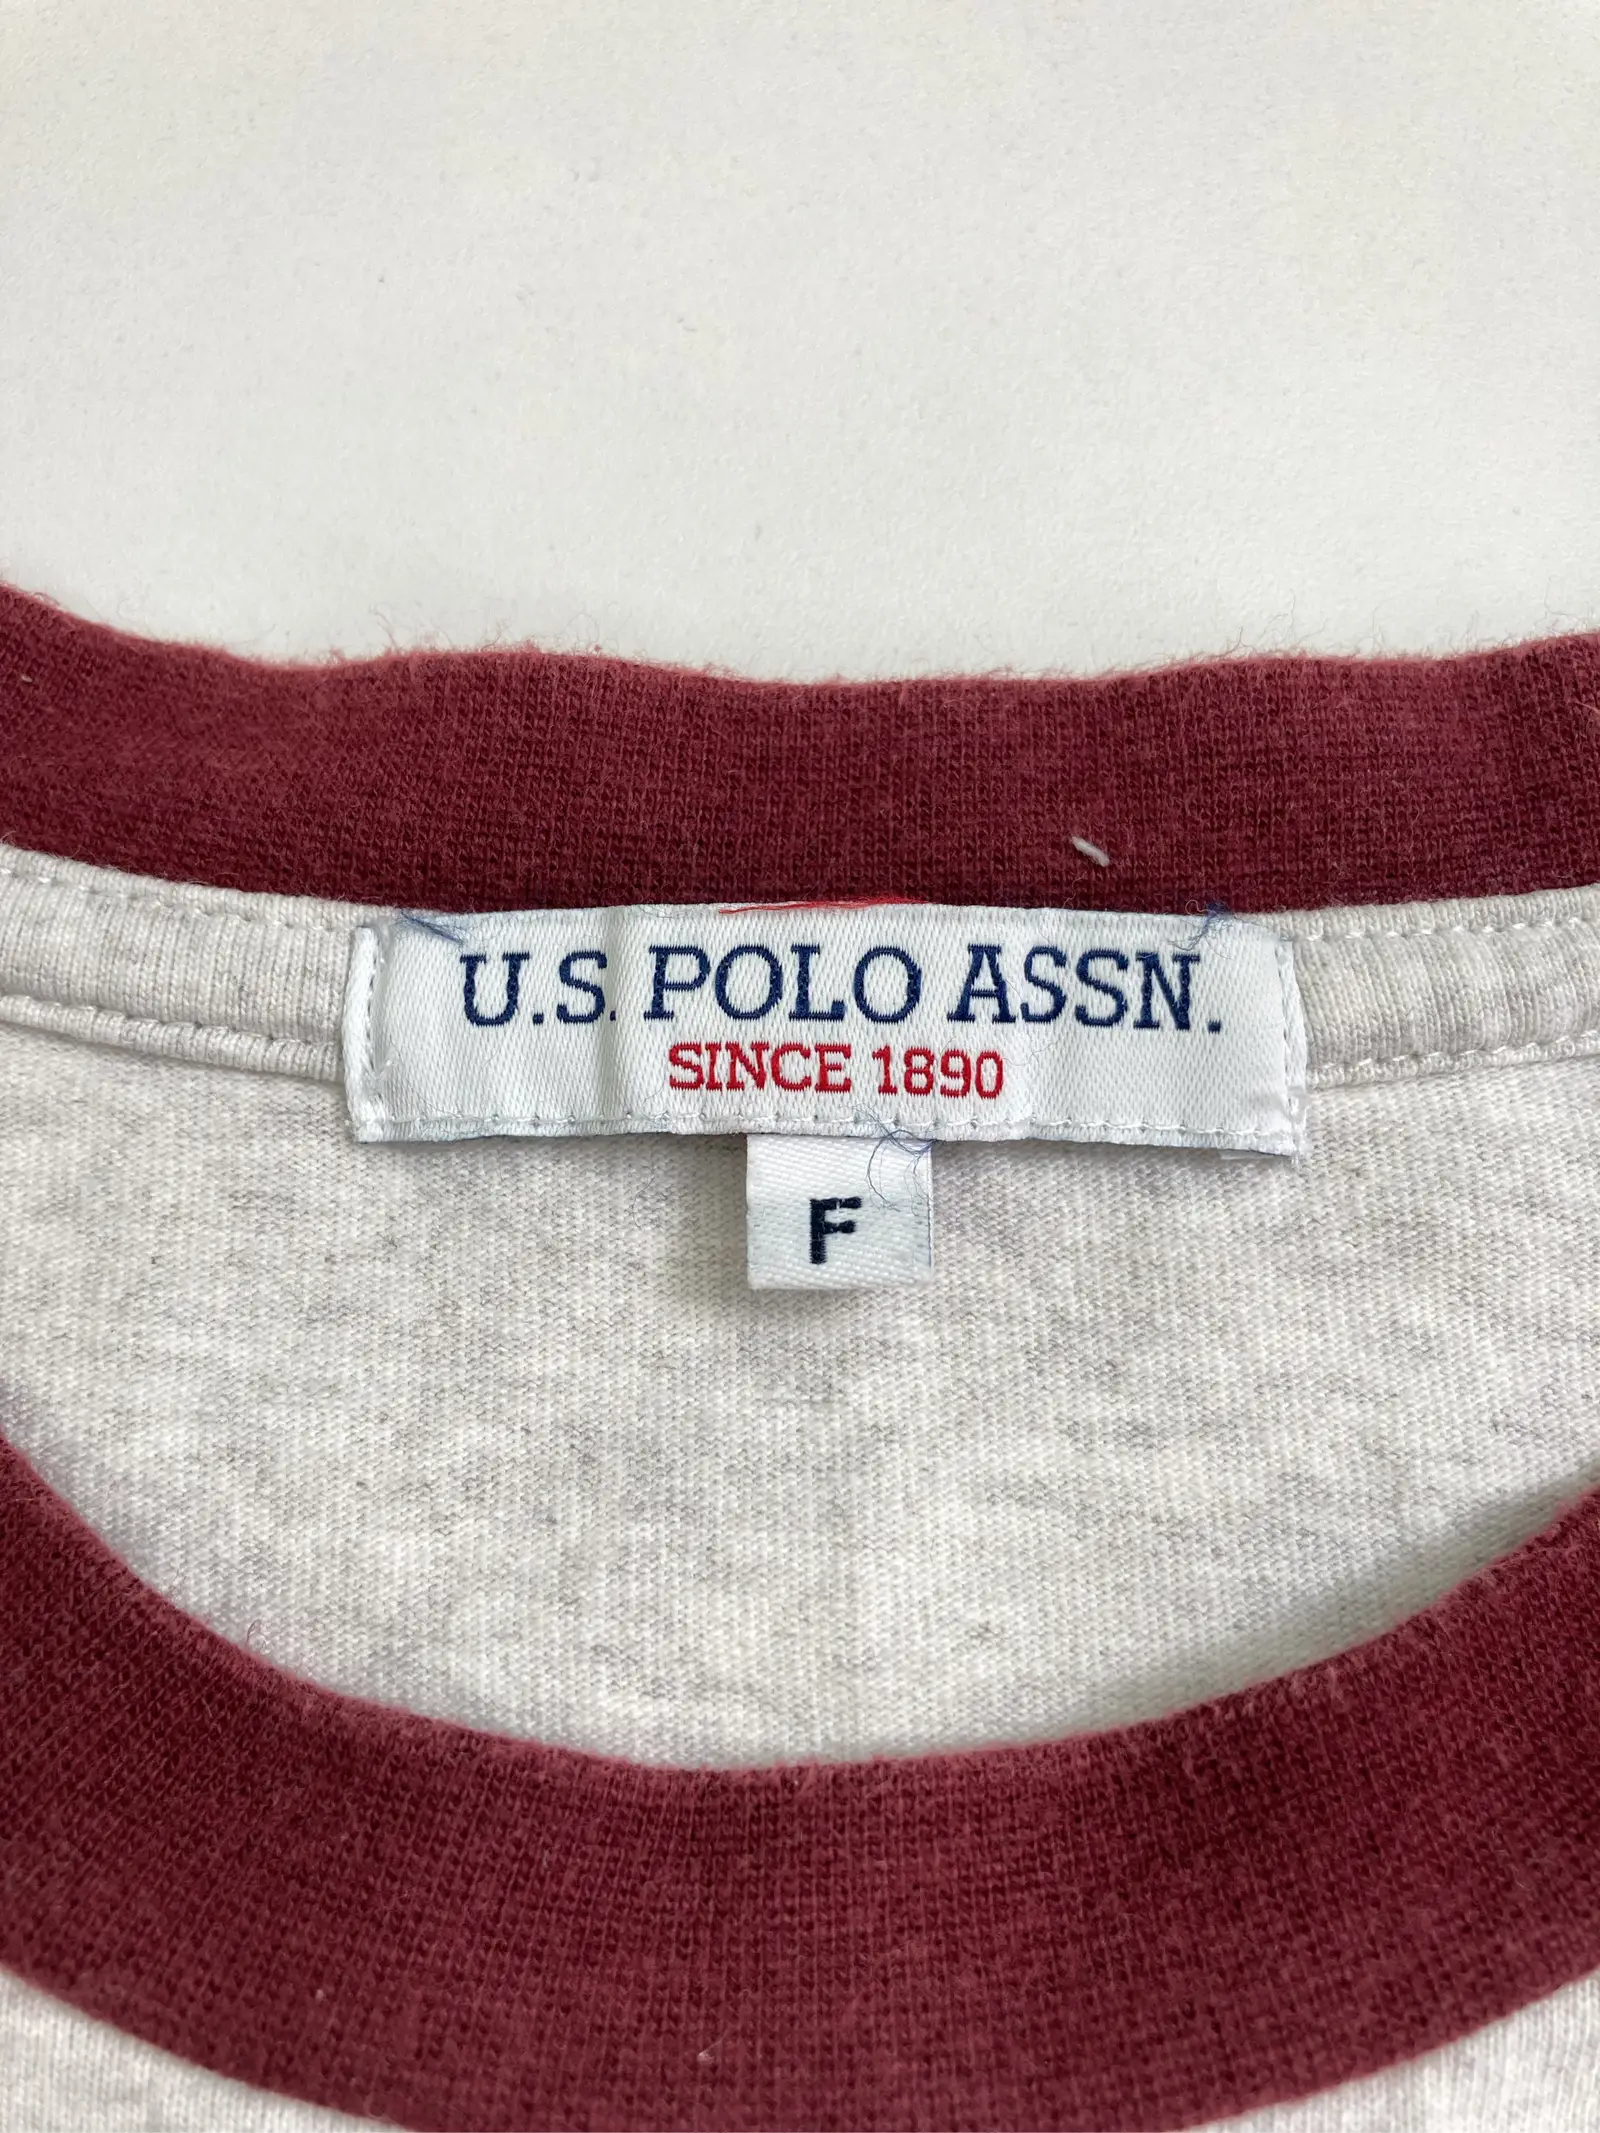 U.S. POLO ASSN.
SINCE 1890
F